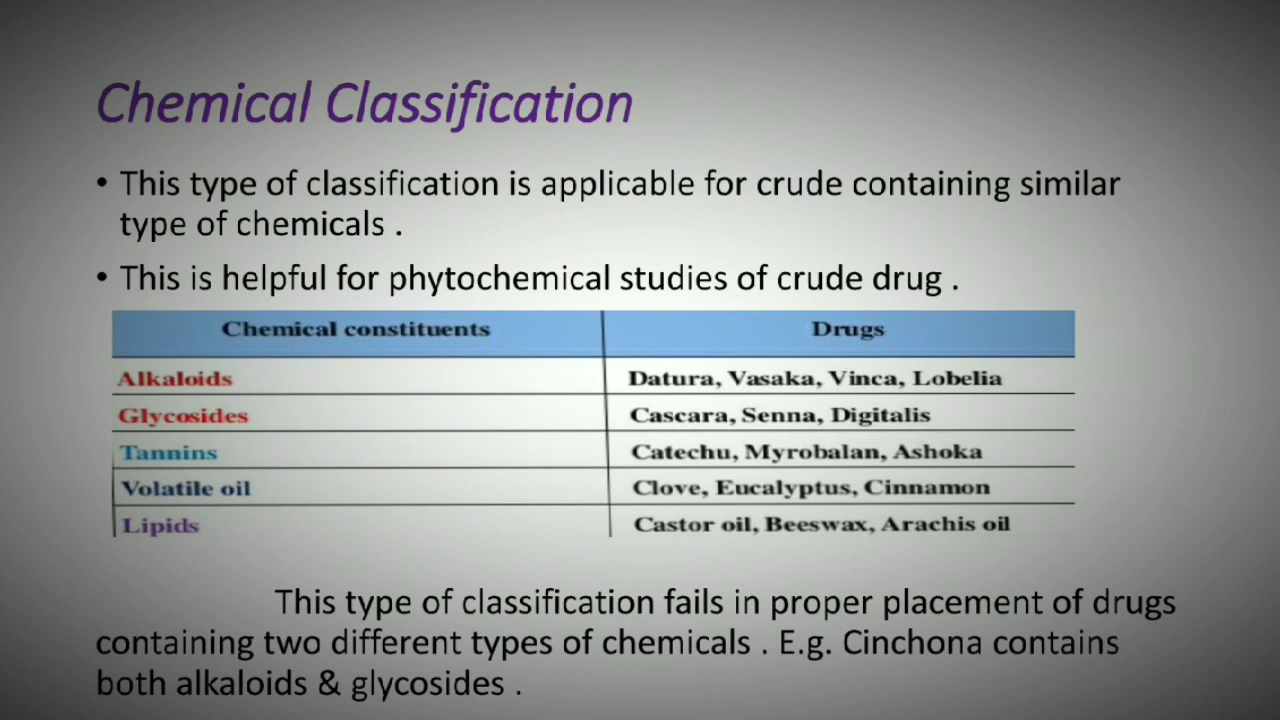 Chemical Classification
• This type of classification is applicable for crude containing similar
type of chemicals .
• This is helpful for phytochemical studies of crude drug .
Chemical constituents Drugs
Alkaloids Datura, Vasaka, Vinca, Lobelia
Glycosides Cascara, Senna, Digitalis
Tannins Catechu, Myrobalan, Ashoka
Volatile oil Clove, Eucalyptus, Cinnamon
Lipids Castor oil, Beeswax, Arachis oil
This type of classification fails in proper placement of drugs
containing two different types of chemicals . E.g. Cinchona contains
both alkaloids & glycosides .